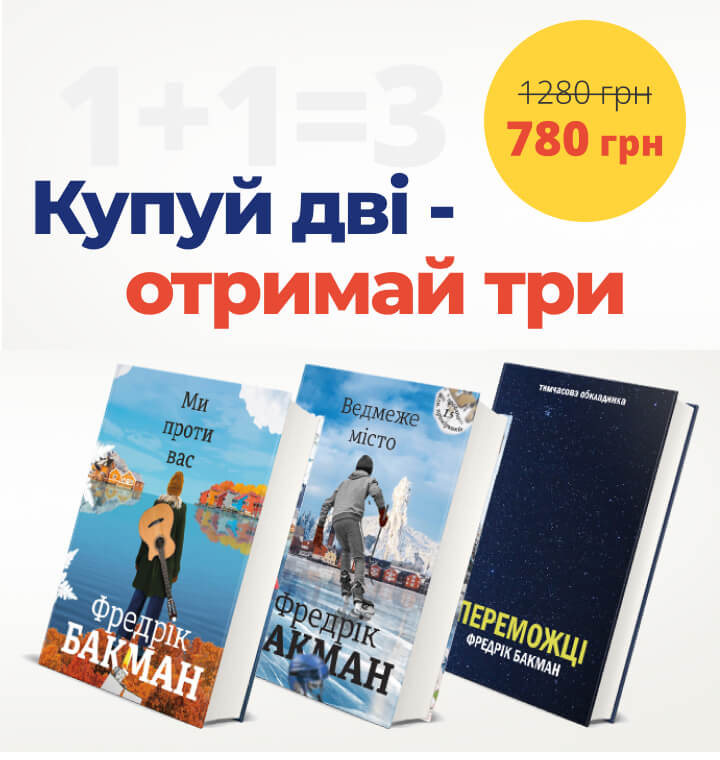 1+1=3
1280 грн
780 грн
Купуй дві -
отримай три
Ми
проти
вас
Фредрік
БАКМАН
Ведмеже
місто
Фредрік
АКМАН
тимчасова обкладинка
ПЕРЕМОЖЦІ
ФРЕДРІК БАКМАН